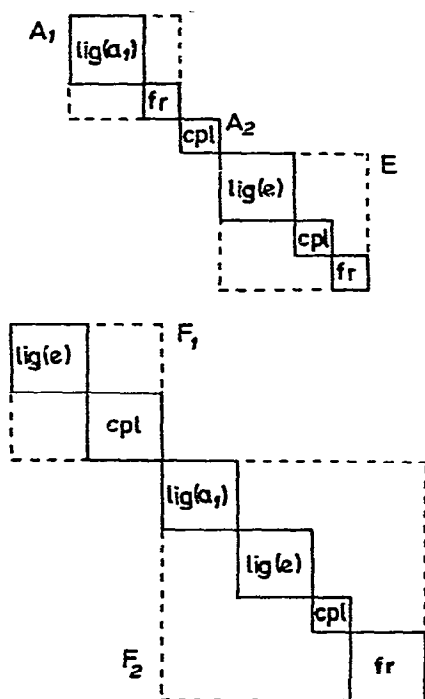 A₁
lig(a₁)
fr
cpl
A₂
E
lig(e)
cpl
fr
F₁
lig(e)
cpl
lig(a₁)
lig(e)
cpl
F₂
fr